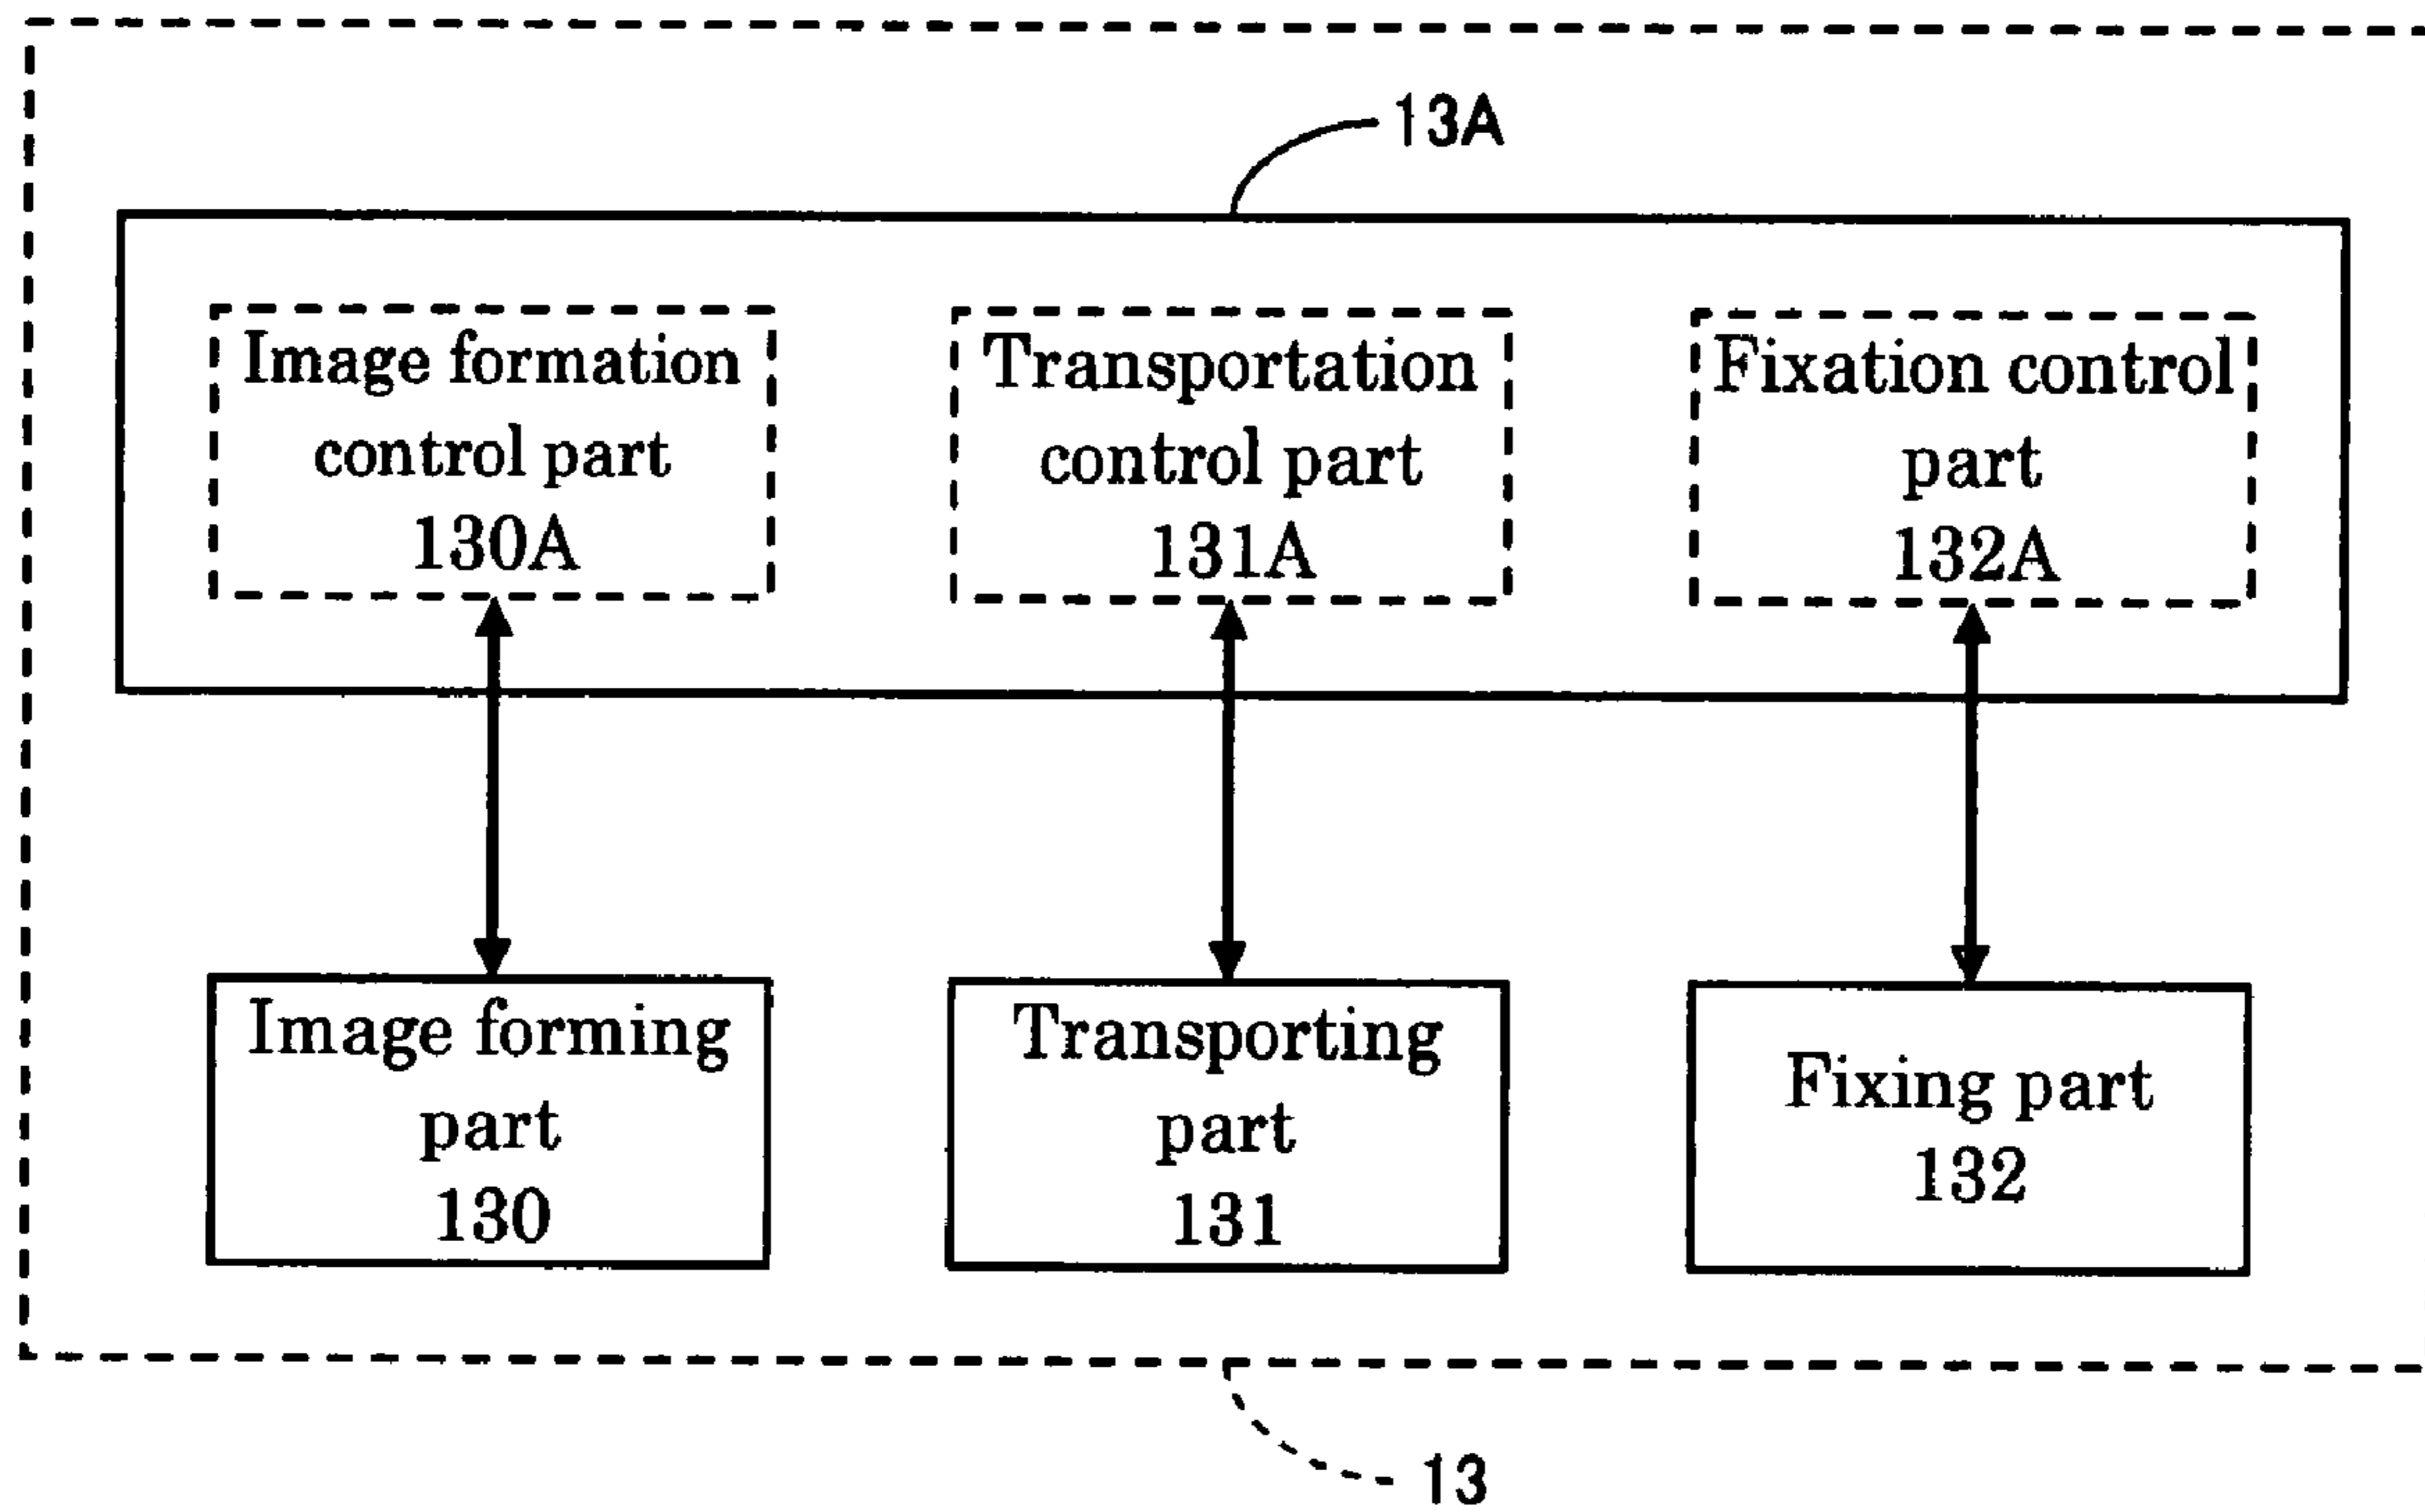 13A
Image formation
control part
130A
Transportation
control part
131A
Fixation control
part
132A
Image forming
part
130
Transporting
part
131
Fixing part
132
13